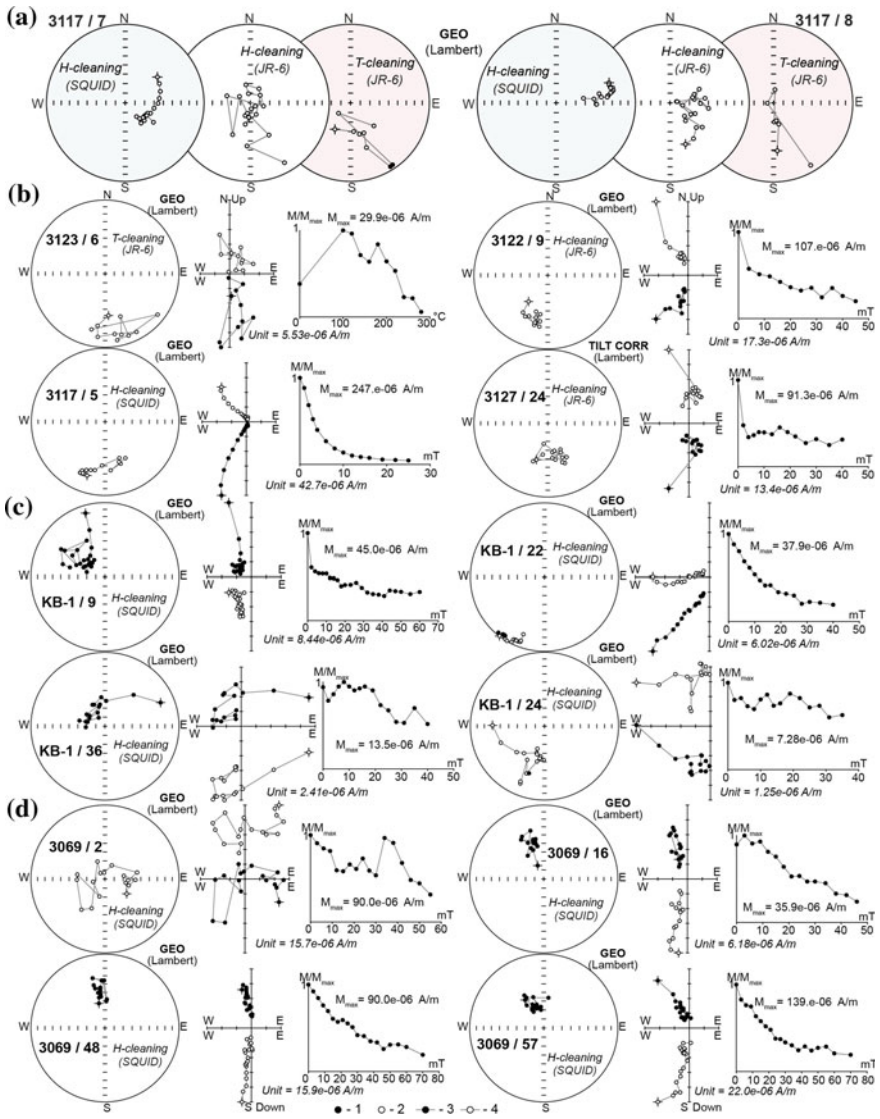 (a) 3117 / 7
N
H-cleaning
(SQUID)
W
S
H-cleaning
(JR-6)
S
T-cleaning
(JR-6)
E
S
GEO
(Lambert)
3117 / 8
H-cleaning
(SQUID)
H-cleaning
(JR-6)
T-cleaning
(JR-6)
W
E
S
(b)
N
GEO
(Lambert)
3123 / 6
T-cleaning
(JR-6)
W
E
N Up
W
W
E
E
M/Mmax
1
Mmax = 29.9e-06 A/m
0 100 200 300 °C
Unit = 5.53e-06 A/m
GEO
(Lambert)
3122 / 9
H-cleaning
(JR-6)
W
E
W
W
E
E
M/Mmax
1
Mmax = 107.e-06 A/m
0 10 20 30 40 50
mT
Unit = 17.3e-06 A/m
GEO
(Lambert)
3117 / 5
H-cleaning
(SQUID)
W
E
W
W
E
E
M/Mmax
1
Mmax = 247.e-06 A/m
mT
0 10 20 30
Unit = 42.7e-06 A/m
TILT CORR
(Lambert)
3127 / 24
H-cleaning
(JR-6)
W
E
W
W
E
E
M/Mmax
1
Mmax = 91.3e-06 A/m
mT
0 10 20 30 40 50
Unit = 13.4e-06 A/m
(c)
GEO
(Lambert)
KB-1 / 9
H-cleaning
(SQUID)
W
E
W
W
E
E
M/Mmax
1
Mmax = 45.0e-06 A/m
mT
0 10 20 30 40 50 60 70
Unit = 8.44e-06 A/m
GEO
(Lambert)
KB-1 / 22
H-cleaning
(SQUID)
W
E
W
W
E
E
M/Mmax
1
Mmax = 37.9e-06 A/m
mT
0 10 20 30 40 50
Unit = 6.02e-06 A/m
GEO
(Lambert)
KB-1 / 36
H-cleaning
(SQUID)
W
E
W
W
E
E
M/Mmax
1
Mmax = 13.5e-06 A/m
mT
0 10 20 30 40 50
Unit = 2.41e-06 A/m
GEO
(Lambert)
KB-1 / 24
H-cleaning
(SQUID)
W
E
W
W
E
E
M/Mmax
1
Mmax = 7.28e-06 A/m
mT
0 10 20 30 40
Unit = 1.25e-06 A/m
(d)
GEO
(Lambert)
3069 / 2
H-cleaning
(SQUID)
W
E
W
W
E
E
M/Mmax
1
Mmax = 90.0e-06 A/m
mT
0 10 20 30 40 50 60
Unit = 15.7e-06 A/m
GEO
(Lambert)
3069 / 16
H-cleaning
(SQUID)
W
E
W
W
E
E
M/Mmax
1
Mmax = 35.9e-06 A/m
mT
0 10 20 30 40 50
Unit = 6.18e-06 A/m
GEO
(Lambert)
3069 / 48
H-cleaning
(SQUID)
W
E
S
W
W
E
E
Down
M/Mmax
1
Mmax = 90.0e-06 A/m
mT
0 10 20 30 40 50 60 70 80
Unit = 15.9e-06 A/m
GEO
(Lambert)
3069 / 57
H-cleaning
(SQUID)
W
E
S
W
W
E
E
Down
M/Mmax
1
Mmax = 139.e-06 A/m
mT
0 10 20 30 40 50 60 70 80
Unit = 22.0e-06 A/m
- 1 - 2 - 3 - 4